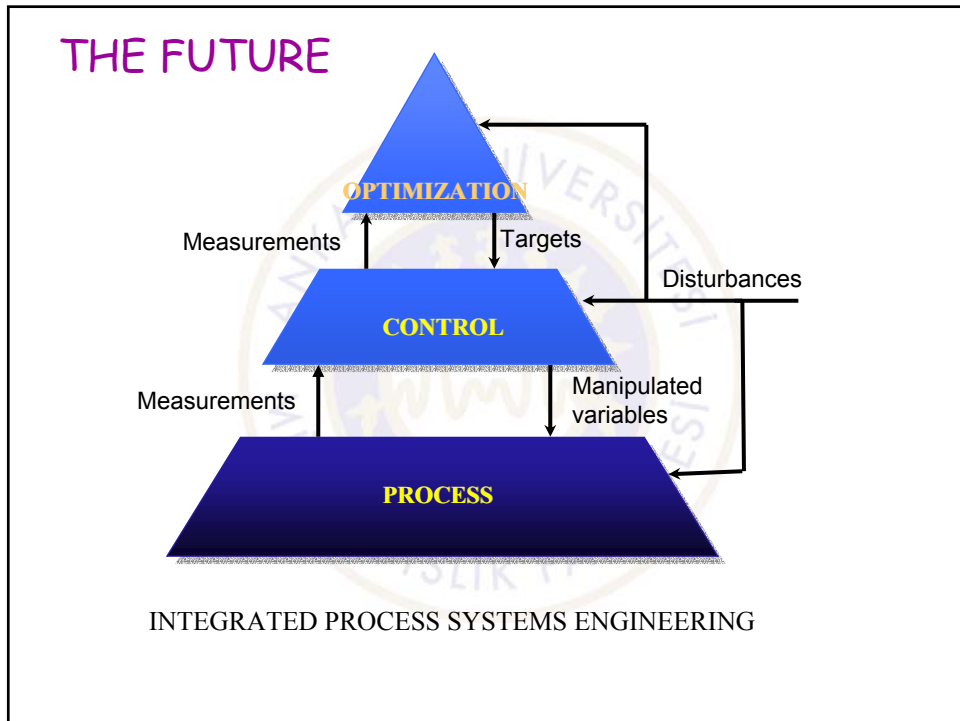 THE FUTURE
OPTIMIZATION
Measurements
Targets
Disturbances
CONTROL
Measurements
Manipulated
variables
PROCESS
INTEGRATED PROCESS SYSTEMS ENGINEERING